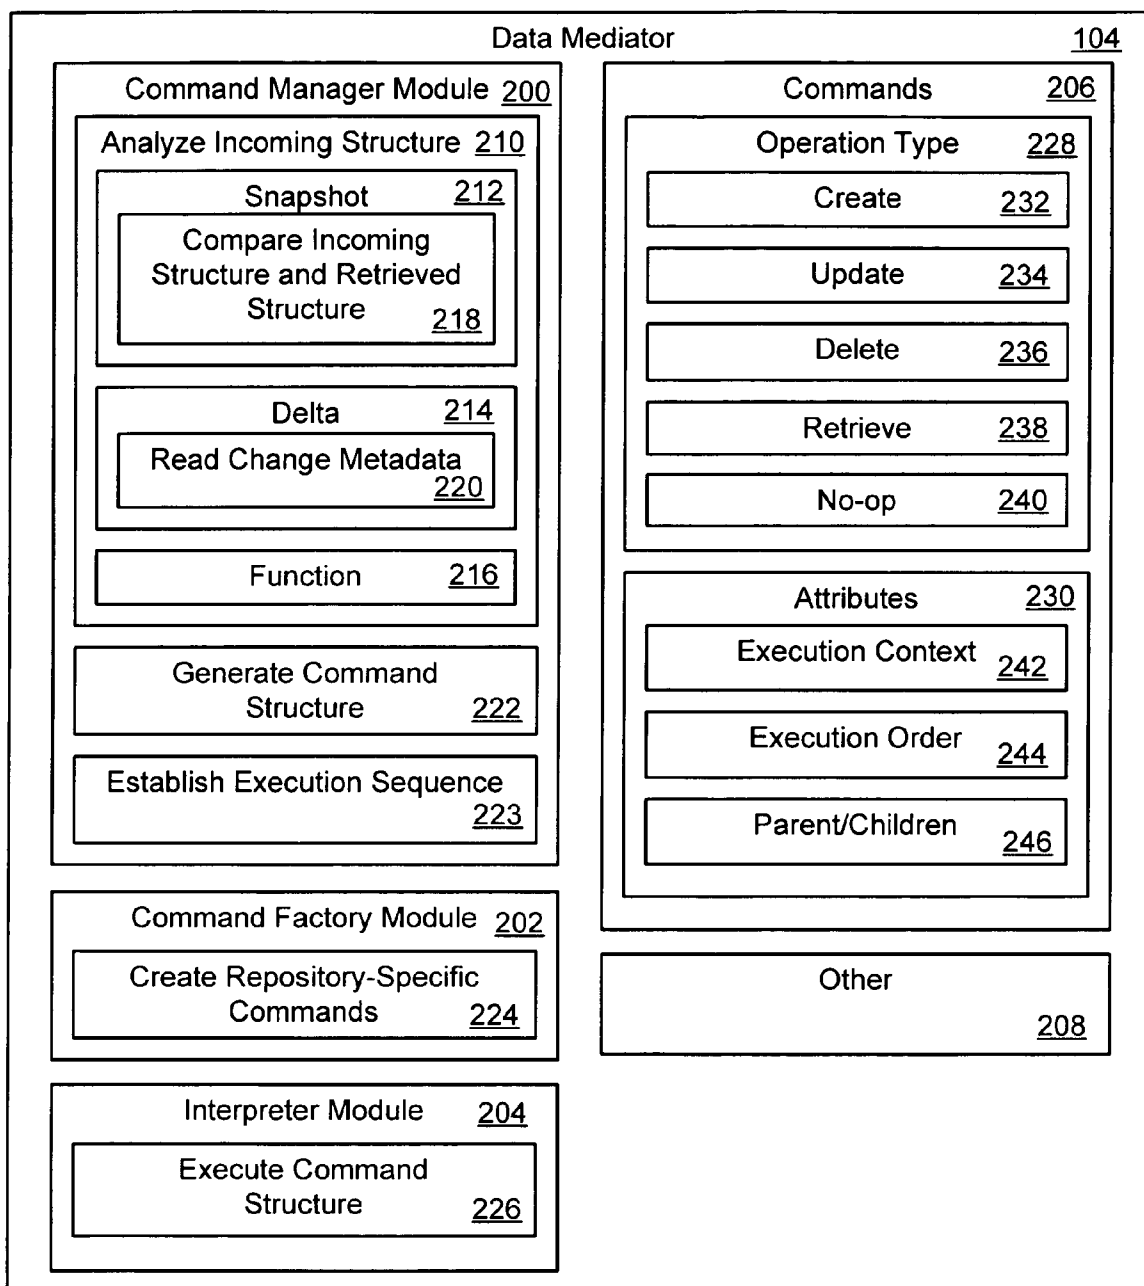 Data Mediator 104
Command Manager Module 200
Analyze Incoming Structure 210
Snapshot 212
Compare Incoming
Structure and Retrieved
Structure 218
Delta 214
Read Change Metadata
220
Function 216
Generate Command
Structure 222
Establish Execution Sequence
223
Command Factory Module 202
Create Repository-Specific
Commands 224
Interpreter Module 204
Execute Command
Structure 226
Commands 206
Operation Type 228
Create 232
Update 234
Delete 236
Retrieve 238
No-op 240
Attributes 230
Execution Context
242
Execution Order
244
Parent/Children
246
Other
208